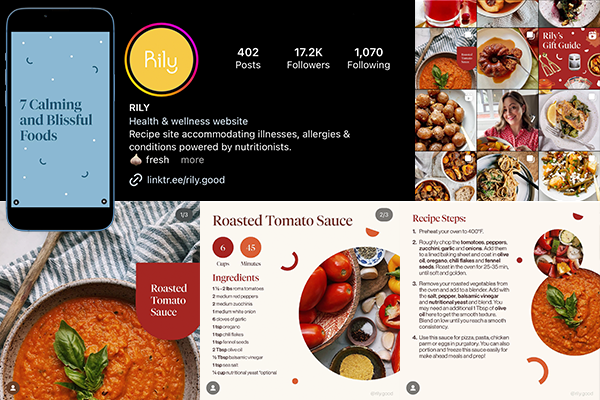 7 Calming
and Blissful
Foods
Rily
402
Posts
17.2K
Followers
1,070
Following
RILY
Health & wellness website
Recipe site accommodating illnesses, allergies &
conditions powered by nutritionists.
🧄 fresh more
linktr.ee/rily.good
Roasted
Tomato
Sauce
Rily's
Gift Guide
1/3
Roasted
Tomato
Sauce
Roasted Tomato Sauce
2/3
6
Cups
45
Minutes
Ingredients
1 ½ - 2 lbs roma tomatoes
2 medium red peppers
2 medium zucchinis
1 medium white onion
6 cloves of garlic
1 tsp oregano
1 tsp chili flakes
1 tsp fennel seeds
2 Tbsp olive oil
½ Tbsp balsamic vinegar
1 tsp sea salt
¼ cup nutritional yeast *optional
@rily.good
Recipe Steps:
1. Preheat your oven to 400°F.
2. Roughly chop the tomatoes, peppers,
zucchini, garlic and onions. Add them
to a lined baking sheet and coat in olive
oil, oregano, chili flakes and fennel
seeds. Roast in the oven for 25-35 min,
until soft and golden.
3. Remove your roasted vegetables from
the oven and add to a blender. Add with
the salt, pepper, balsamic vinegar
and nutritional yeast and blend. You
may need an additional 1 Tbsp of olive
oil here to get the smooth texture.
Blend on low until you reach a smooth
consistency.
4. Use this sauce for pizza, pasta, chicken
parm or eggs in purgatory. You can also
portion and freeze this sauce easily for
make ahead meals and prep!
@rily.good